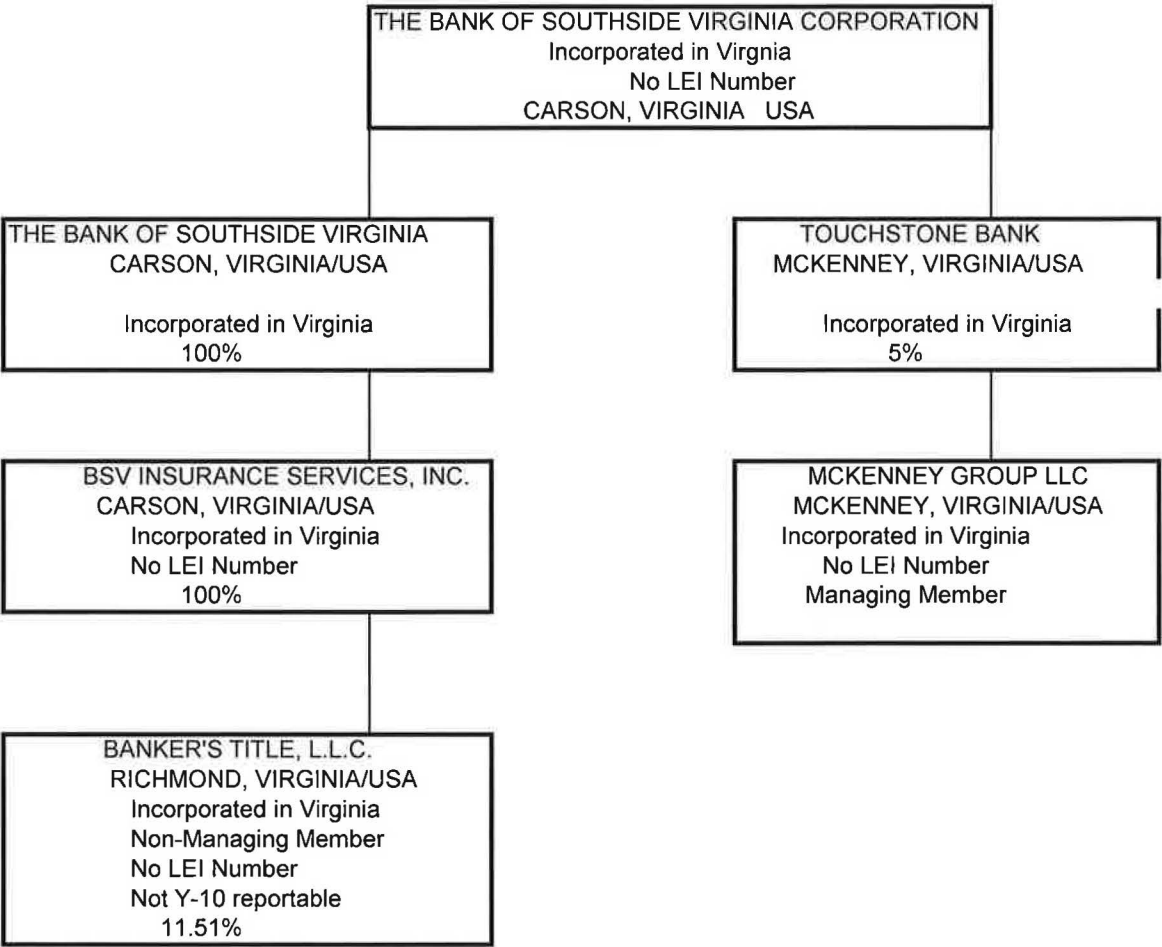 THE BANK OF SOUTHSIDE VIRGINIA CORPORATION
Incorporated in Virgnia
No LEI Number
CARSON, VIRGINIA USA
THE BANK OF SOUTHSIDE VIRGINIA
CARSON, VIRGINIA/USA
Incorporated in Virginia
100%
TOUCHSTONE BANK
MCKENNEY, VIRGINIA/USA
Incorporated in Virginia
5%
BSV INSURANCE SERVICES, INC.
CARSON, VIRGINIA/USA
Incorporated in Virginia
No LEI Number
100%
MCKENNEY GROUP LLC
MCKENNEY, VIRGINIA/USA
Incorporated in Virginia
No LEI Number
Managing Member
BANKER'S TITLE, L.L.C.
RICHMOND, VIRGINIA/USA
Incorporated in Virginia
Non-Managing Member
No LEI Number
Not Y-10 reportable
11.51%